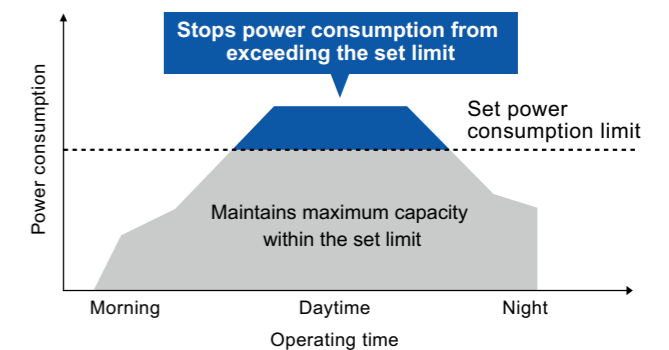 Stops power consumption from
exceeding the set limit
Set power
consumption limit
Power consumption
Maintains maximum capacity
within the set limit
Morning
Daytime
Night
Operating time